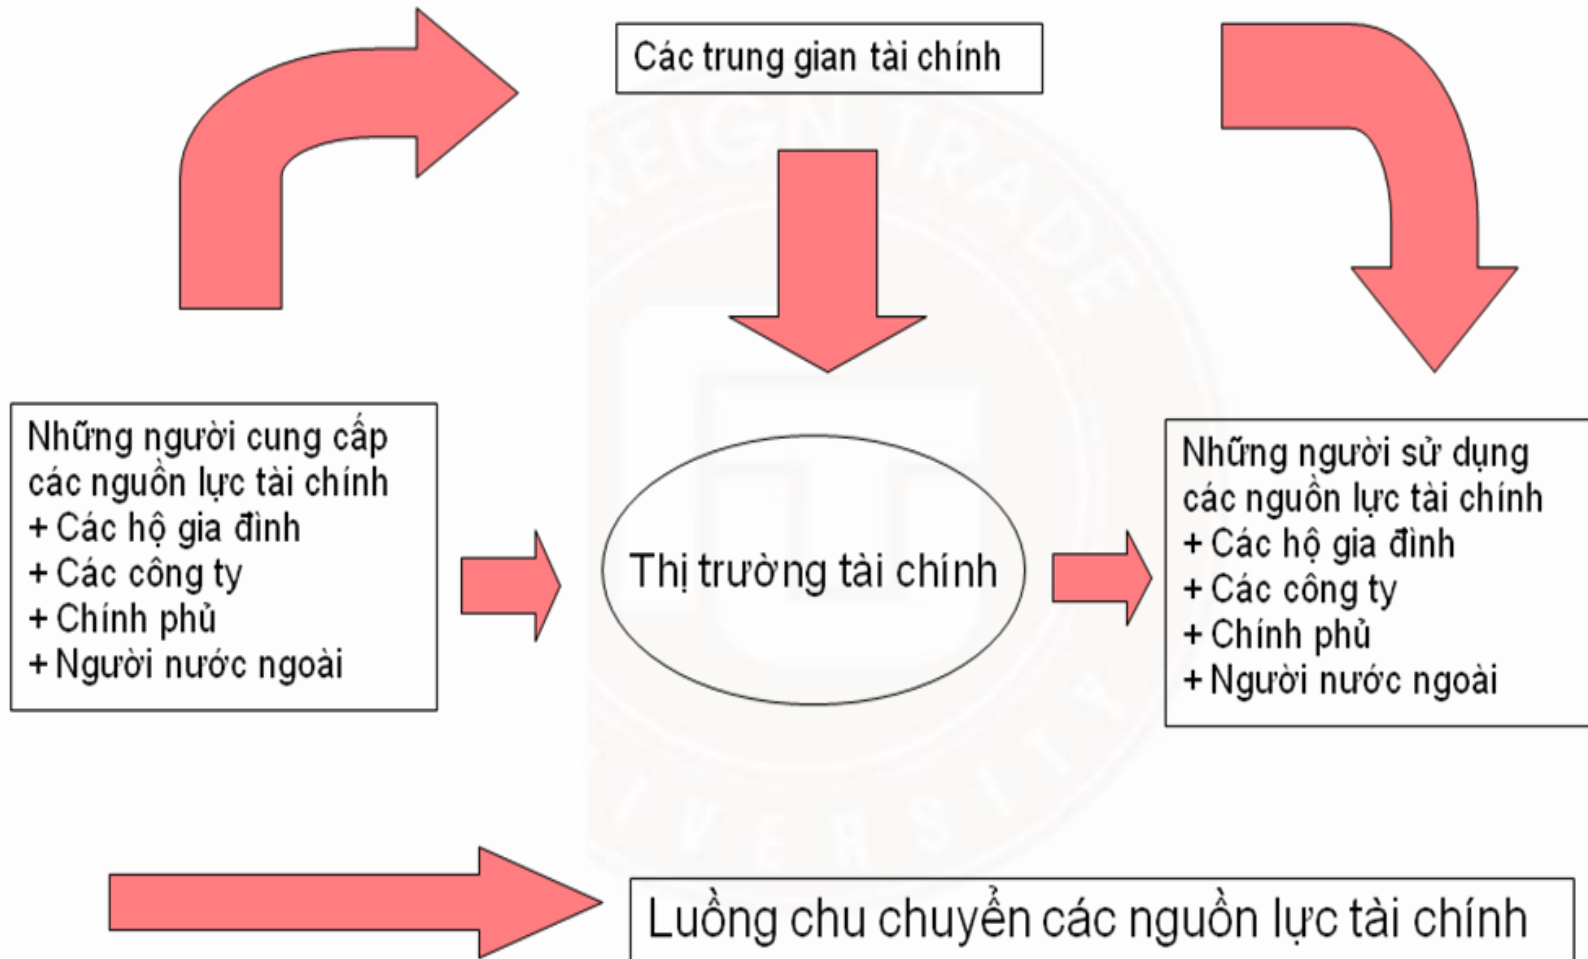 Các trung gian tài chính
Những người cung cấp
các nguồn lực tài chính
+ Các hộ gia đình
+ Các công ty
+ Chính phủ
+ Người nước ngoài
Thị trường tài chính
Những người sử dụng
các nguồn lực tài chính
+ Các hộ gia đình
+ Các công ty
+ Chính phủ
+ Người nước ngoài
Luồng chu chuyển các nguồn lực tài chính
REIGN TRADE
IVERSITY